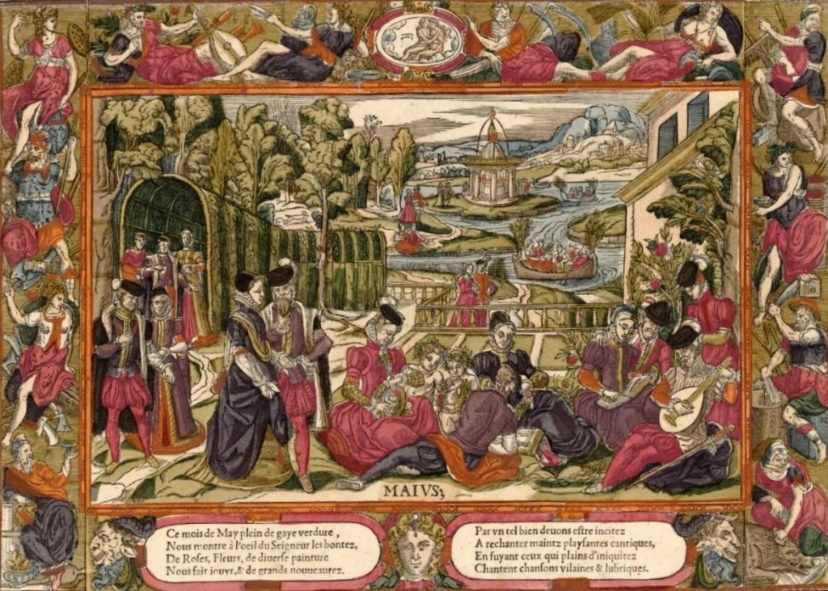 MAIVS;
Ce mois de May plein de gaye verdure,
Nous monstre à l'oeil du Seigneur les bontez,
De Roses, Fleurs, de diuerse painture
Nous fait iouyr, & de grands nouueautez.
Par vn tel bien deuons estre incitez
A rechanter maintz playsantes cantiques,
En fuyant ceux qui plains d'iniquitez
Chantent chansons vilaines & lubriques.